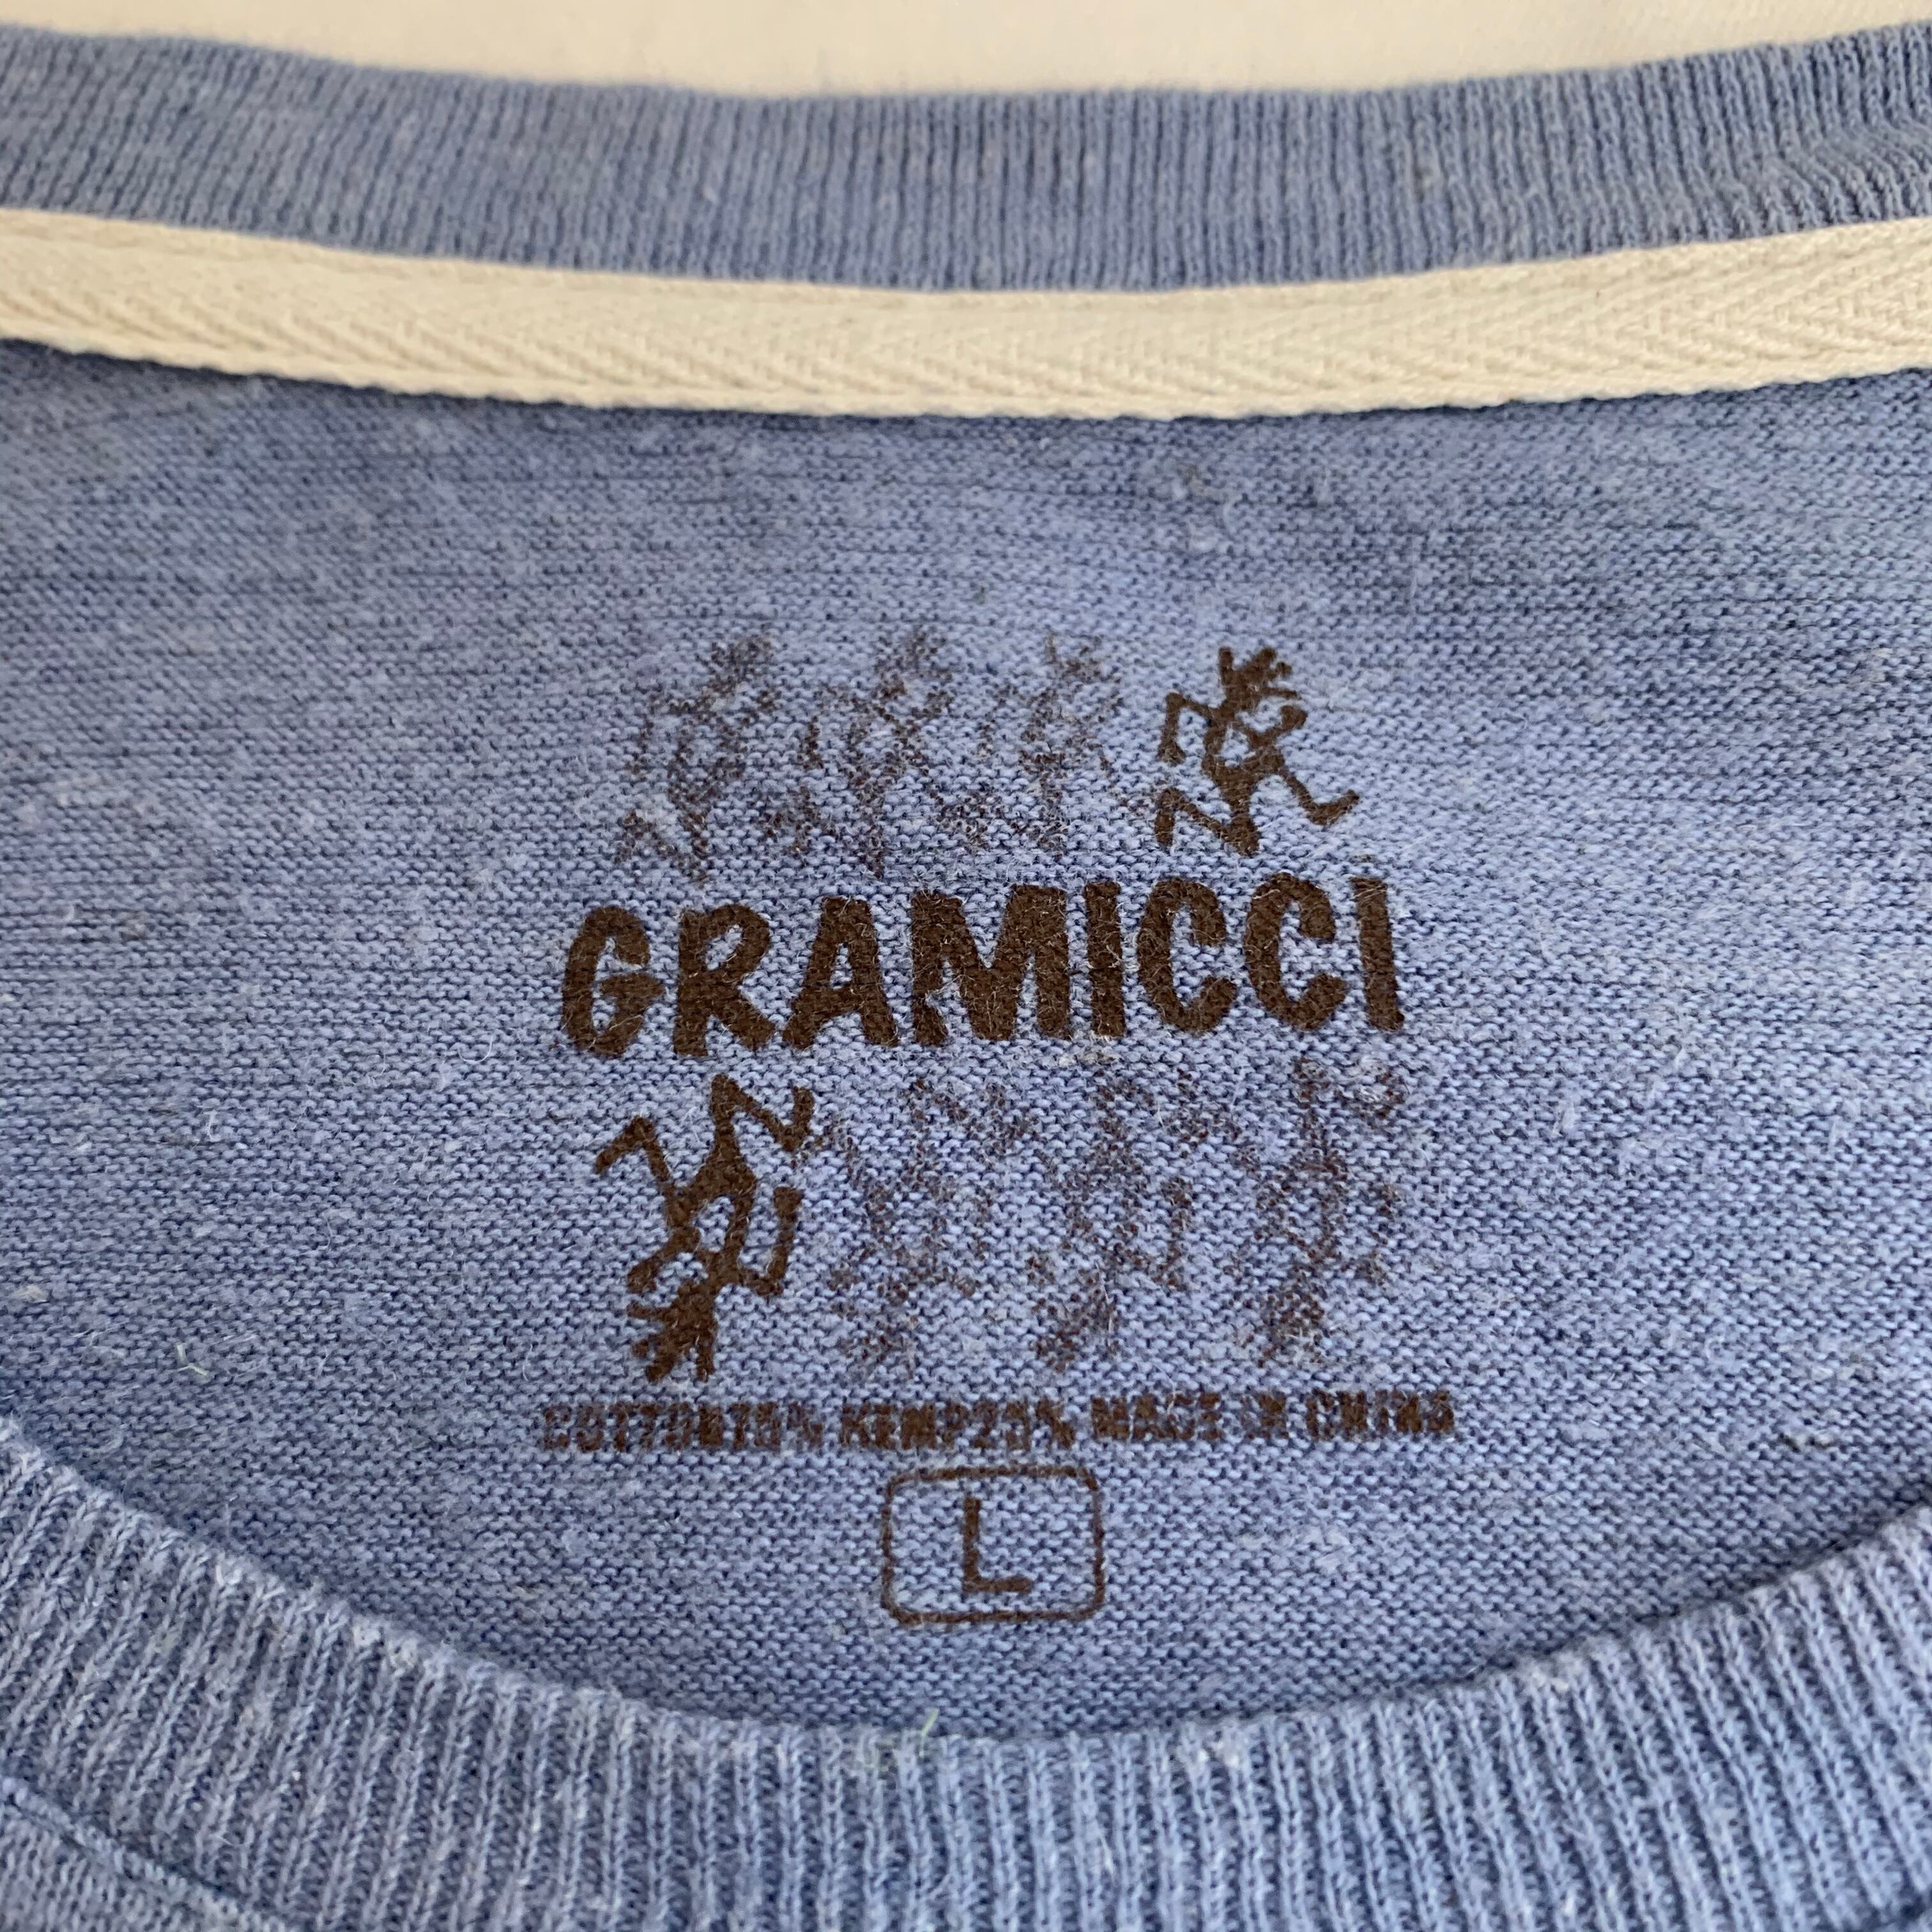 GRAMICCI
COTTON75% HEMP25% MADE IN CHINA
L